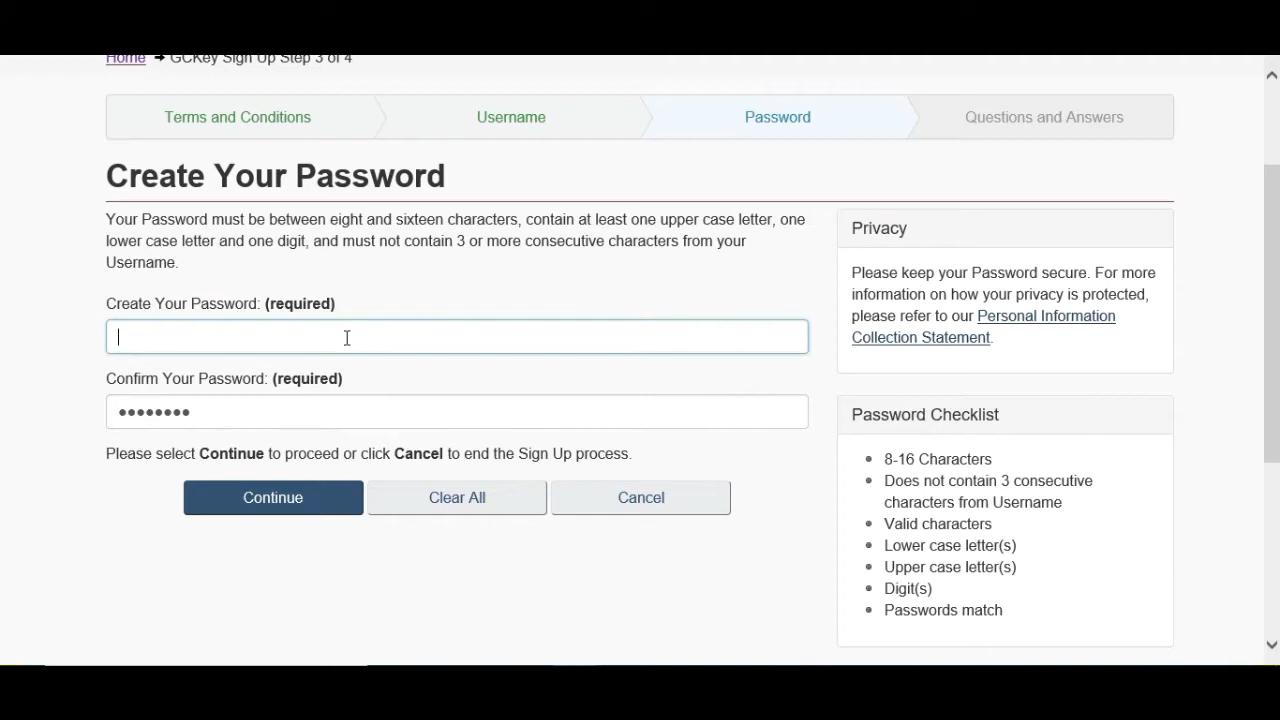 Home ➔ GCKey Sign Up Step 3 of 4
Terms and Conditions
Username
Password
Questions and Answers
Create Your Password
Your Password must be between eight and sixteen characters, contain at least one upper case letter, one
lower case letter and one digit, and must not contain 3 or more consecutive characters from your
Username.
Create Your Password: (required)
Confirm Your Password: (required)
••••••••
Please select Continue to proceed or click Cancel to end the Sign Up process.
Continue
Clear All
Cancel
Privacy
Please keep your Password secure. For more
information on how your privacy is protected,
please refer to our Personal Information
Collection Statement.
Password Checklist
• 8-16 Characters
• Does not contain 3 consecutive
characters from Username
• Valid characters
• Lower case letter(s)
• Upper case letter(s)
• Digit(s)
• Passwords match